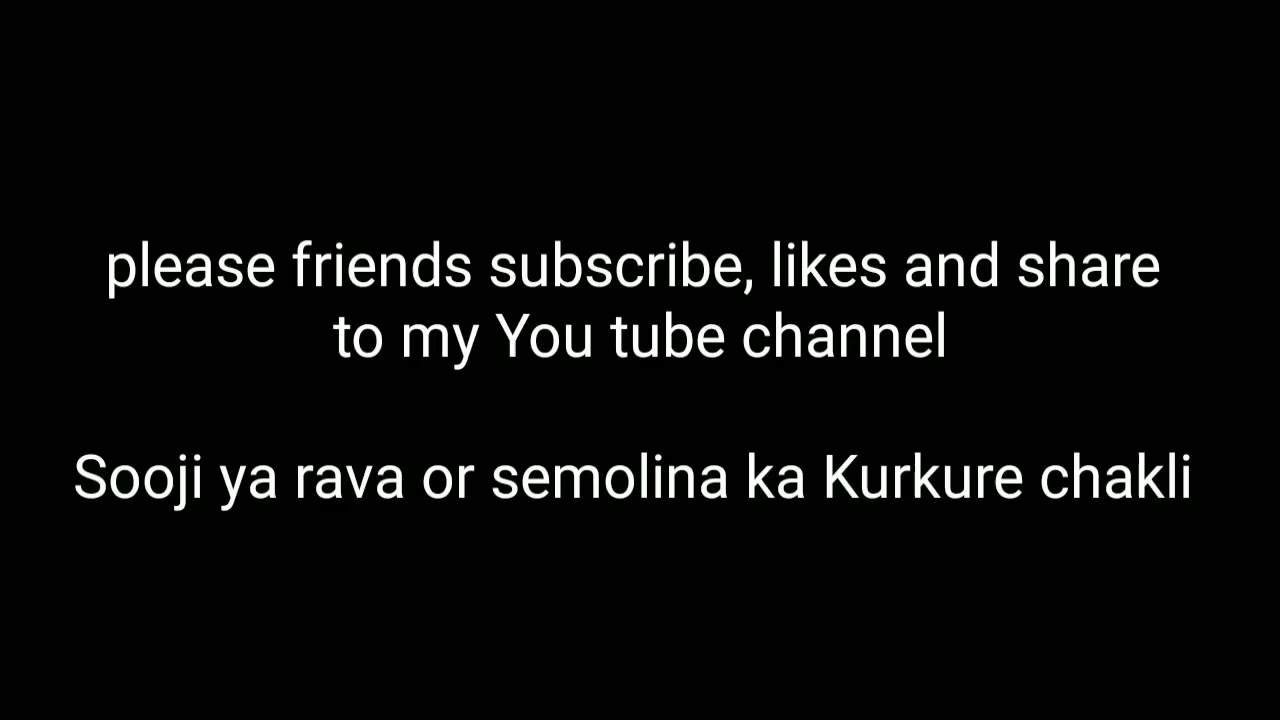 please friends subscribe, likes and share
to my You tube channel
Sooji ya rava or semolina ka Kurkure chakli